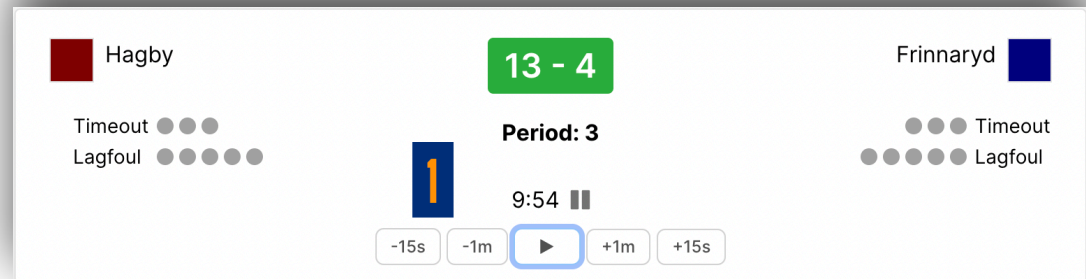 Hagby
13 - 4
Frinnaryd
Timeout
Timeout
Period: 3
Lagfoul
Lagfoul
1
9:54
-15s -1m +1m +15s